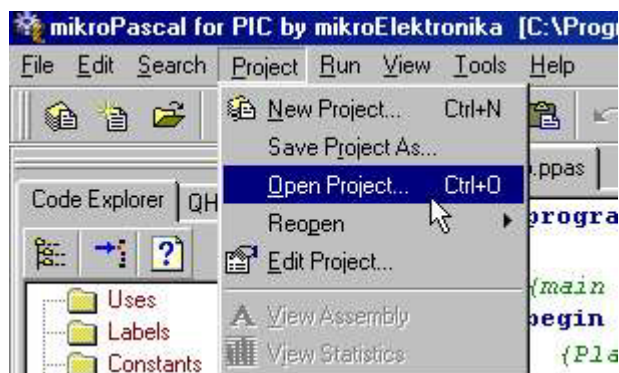 mikroPascal for PIC by mikroElektronika [C:\Progr
File Edit Search Project Run View Tools Help
New Project... Ctrl+N
Save Project As...
.ppas
Open Project... Ctrl+O
Code Explorer QH
progra
Reopen
Edit Project...
{main
Uses
View Assembly
begin
Labels
View Statistics
{Pla
Constants